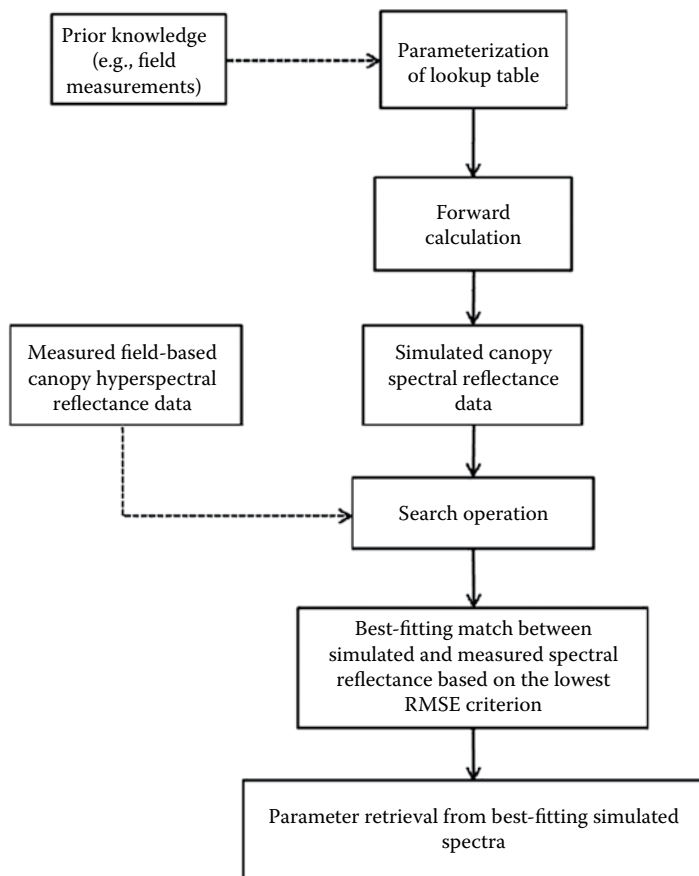 Prior knowledge
(e.g., field
measurements)
Parameterization
of lookup table
Forward
calculation
Measured field-based
canopy hyperspectral
reflectance data
Simulated canopy
spectral reflectance
data
Search operation
Best-fitting match between
simulated and measured spectral
reflectance based on the lowest
RMSE criterion
Parameter retrieval from best-fitting simulated
spectra